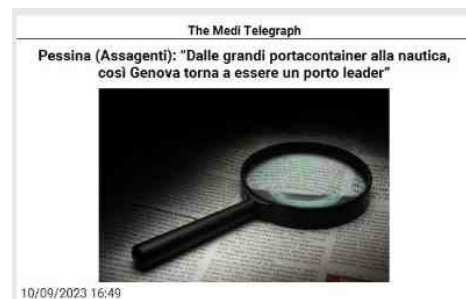 The Medi Telegraph
Pessina (Assagenti): “Dalle grandi portacontainer alla nautica,
così Genova torna a essere un porto leader”
10/09/2023 16:49